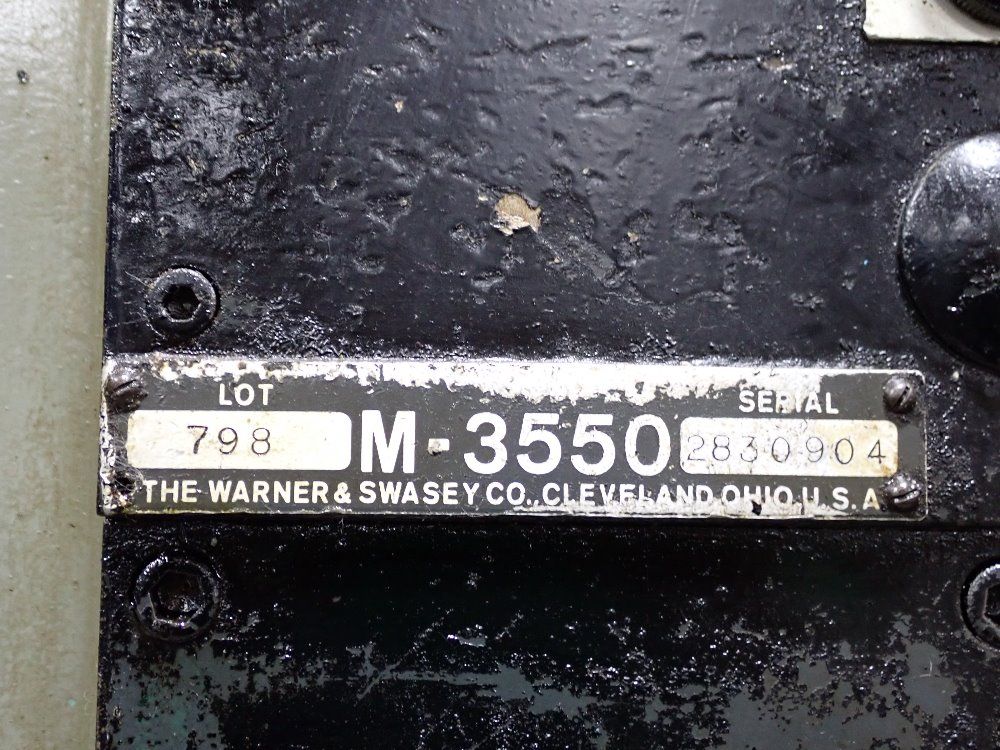 LOT
SERIAL
798 M-3550 2830904
THE WARNER & SWASEY CO., CLEVELAND, OHIO, U.S.A